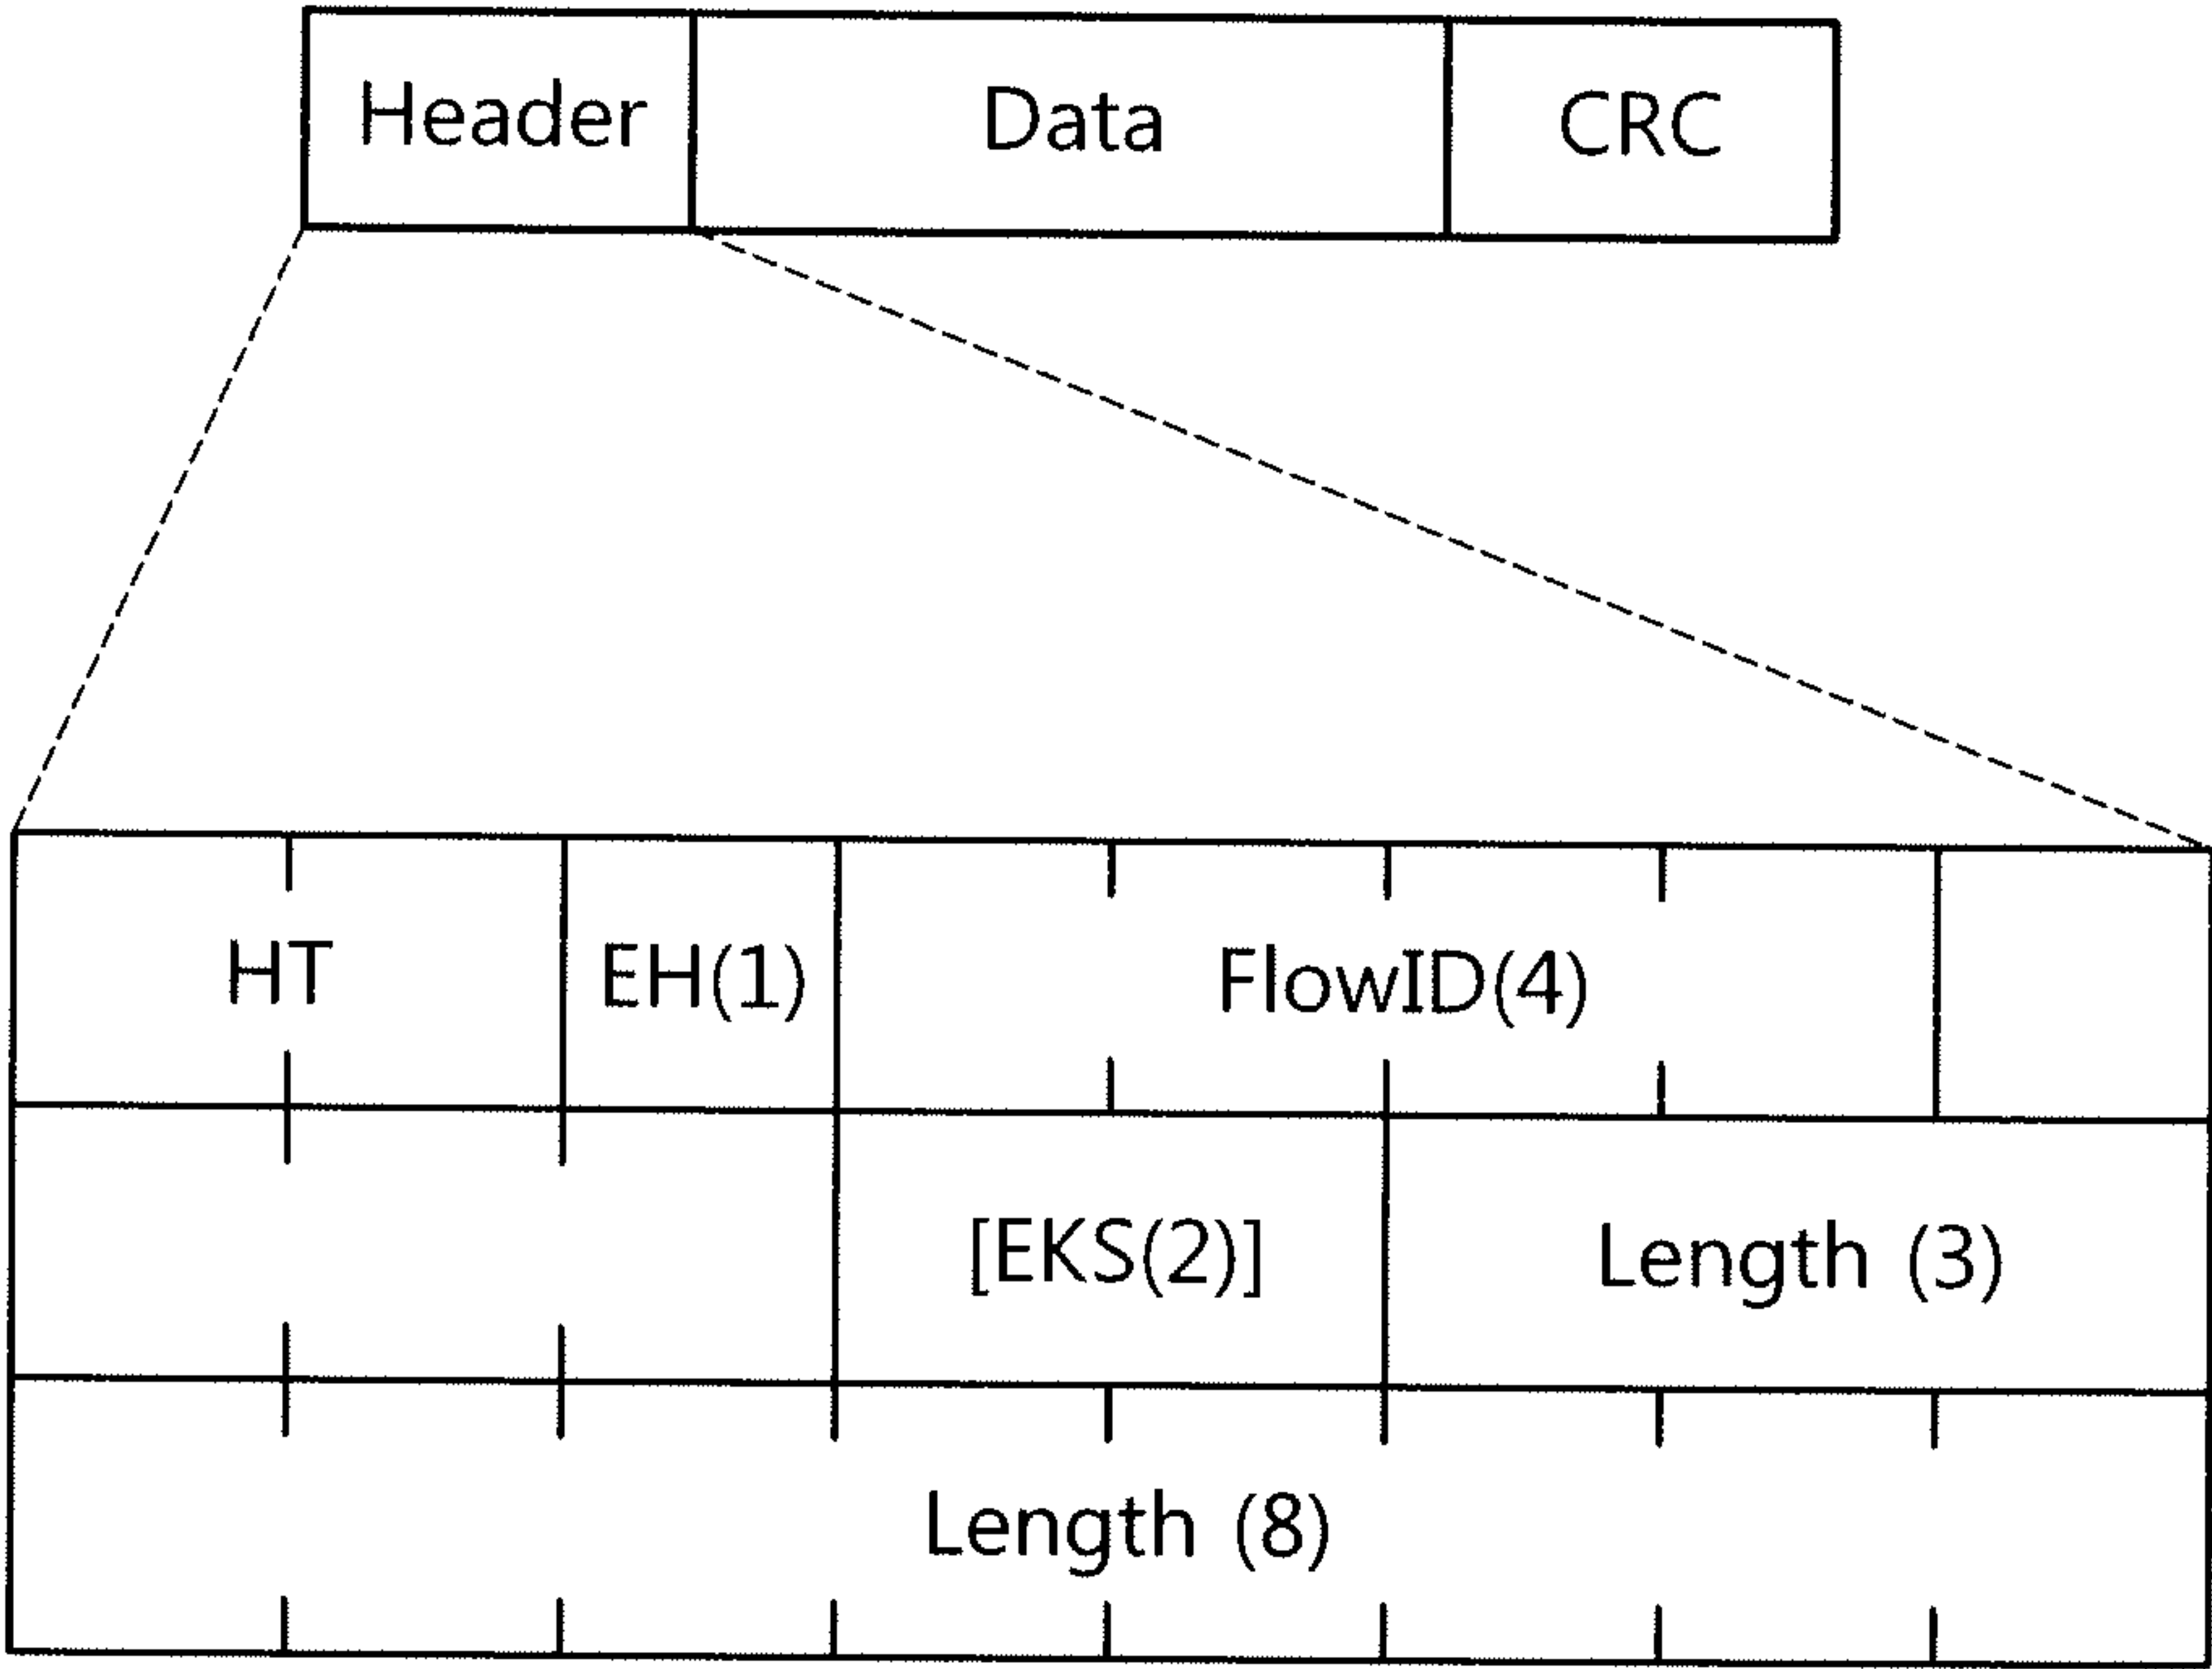 Header Data CRC
HT EH(1) FlowID(4)
[EKS(2)] Length (3)
Length (8)